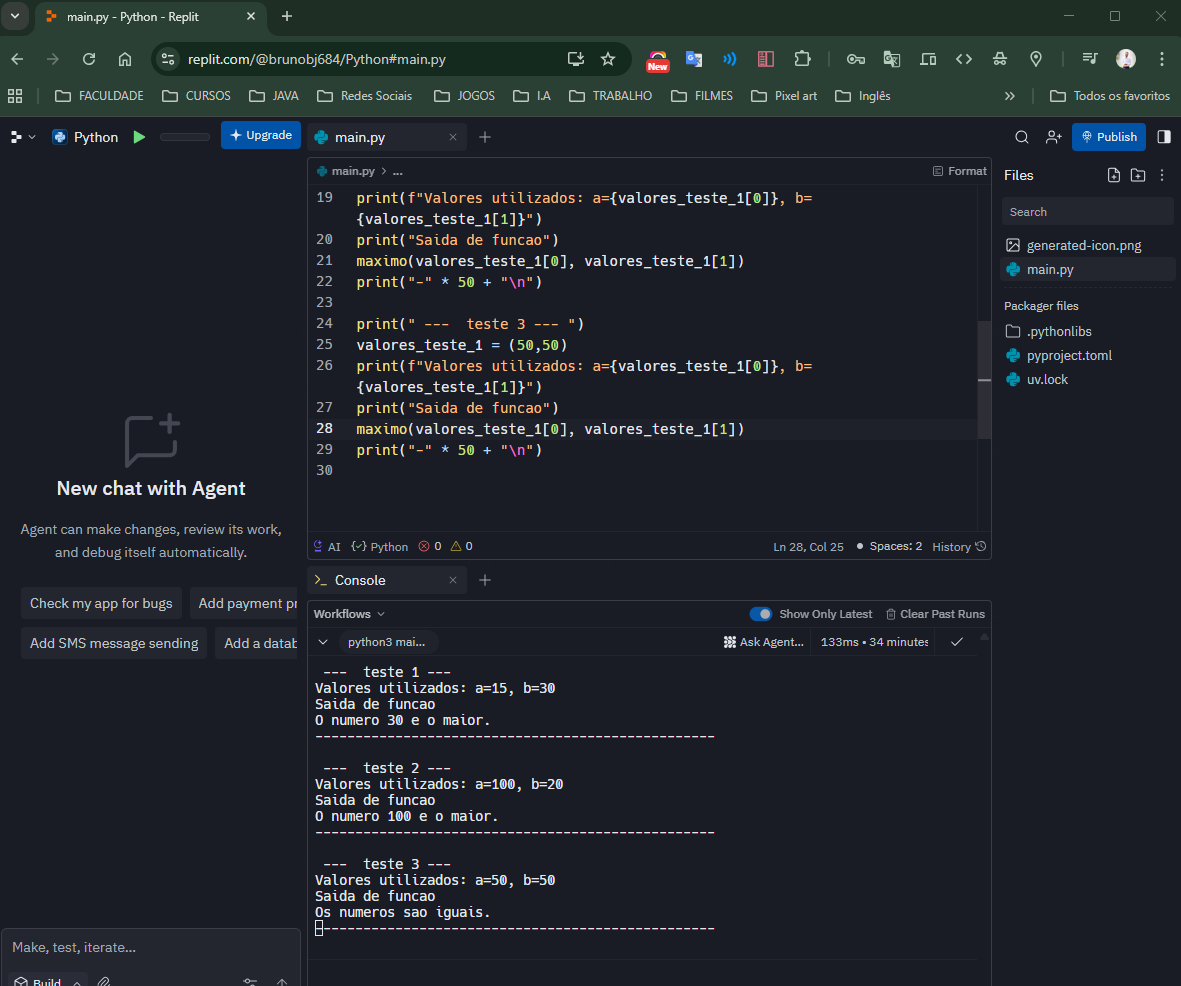 main.py - Python - Replit
replit.com/@brunobj684/Python#main.py
New
FACULDADE CURSOS JAVA Redes Sociais JOGOS I.A TRABALHO FILMES Pixel art Inglês » Todos os favoritos
Python Upgrade main.py Publish
main.py > ... Format
19 print(f"Valores utilizados: a={valores_teste_1[0]}, b=
{valores_teste_1[1]}")
20 print("Saida de funcao")
21 maximo(valores_teste_1[0], valores_teste_1[1])
22 print("-" * 50 + "\n")
23
24 print(" ---  teste 3 --- ")
25 valores_teste_1 = (50,50)
26 print(f"Valores utilizados: a={valores_teste_1[0]}, b=
{valores_teste_1[1]}")
27 print("Saida de funcao")
28 maximo(valores_teste_1[0], valores_teste_1[1])
29 print("-" * 50 + "\n")
30
AI Python 0 0 Ln 28, Col 25 Spaces: 2 History
Files
Search
generated-icon.png
main.py
Packager files
.pythonlibs
pyproject.toml
uv.lock
New chat with Agent
Agent can make changes, review its work,
and debug itself automatically.
Check my app for bugs Add payment pr
Add SMS message sending Add a datab
Make, test, iterate...
Build
Console
Workflows Show Only Latest Clear Past Runs
python3 mai... Ask Agent... 133ms • 34 minutes
---  teste 1 ---
Valores utilizados: a=15, b=30
Saida de funcao
O numero 30 e o maior.
--------------------------------------------------
---  teste 2 ---
Valores utilizados: a=100, b=20
Saida de funcao
O numero 100 e o maior.
--------------------------------------------------
---  teste 3 ---
Valores utilizados: a=50, b=50
Saida de funcao
Os numeros sao iguais.
--------------------------------------------------